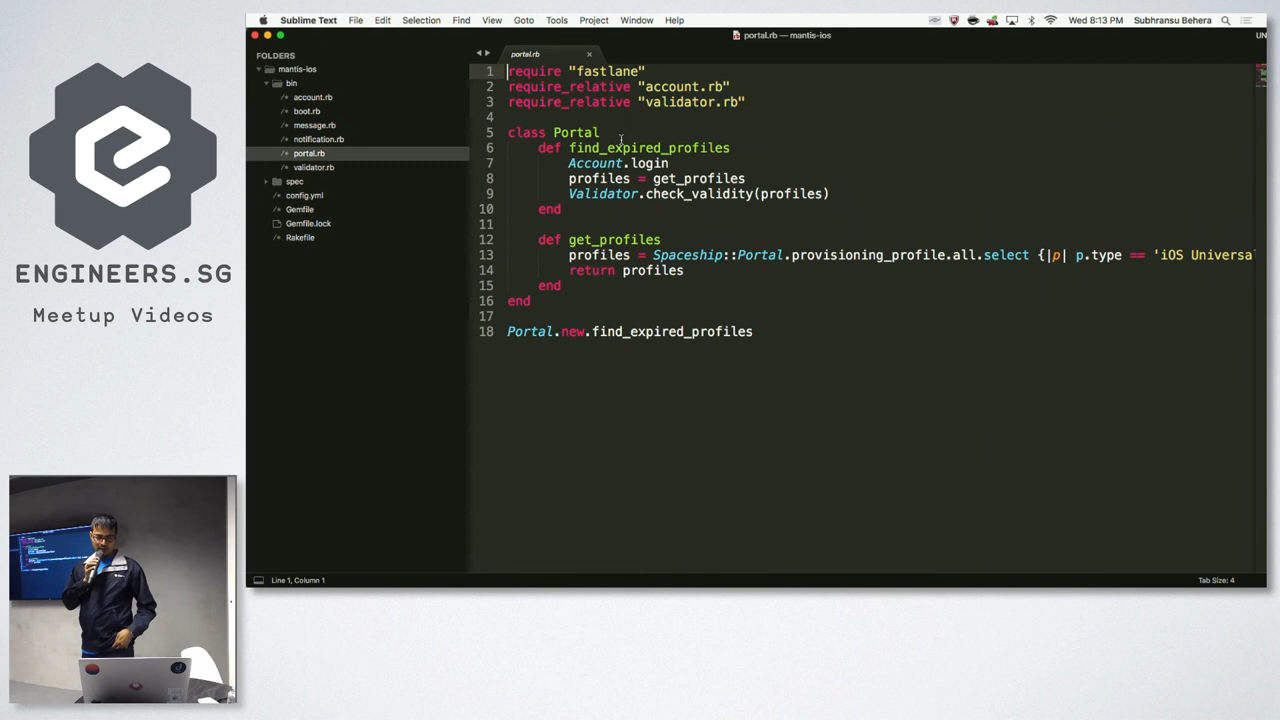 ENGINEERS.SG
Meetup Videos
Sublime Text File Edit Selection Find View Goto Tools Project Window Help
Wed 8:13 PM Subhransu Behera
portal.rb — mantis-ios
UN
FOLDERS
mantis-ios
bin
account.rb
boot.rb
message.rb
notification.rb
portal.rb
validator.rb
spec
config.yml
Gemfile
Gemfile.lock
Rakefile
portal.rb
1 require "fastlane"
2 require_relative "account.rb"
3 require_relative "validator.rb"
4
5 class Portal
6 def find_expired_profiles
7 Account.login
8 profiles = get_profiles
9 Validator.check_validity(profiles)
10 end
11
12 def get_profiles
13 profiles = Spaceship::Portal.provisioning_profile.all.select {|p| p.type == 'iOS Universa
14 return profiles
15 end
16 end
17
18 Portal.new.find_expired_profiles
Line 1, Column 1
Tab Size: 4